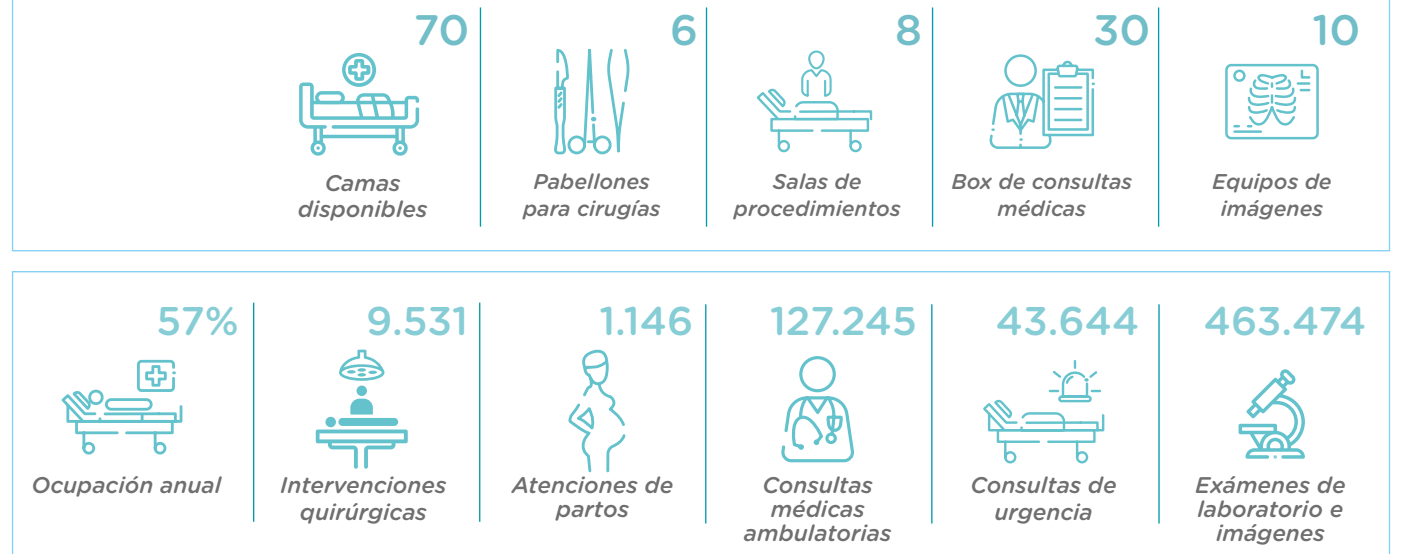 70
Camas
disponibles
6
Pabellones
para cirugías
8
Salas de
procedimientos
30
Box de consultas
médicas
10
Equipos de
imágenes
57%
Ocupación anual
9.531
Intervenciones
quirúrgicas
1.146
Atenciones de
partos
127.245
Consultas
médicas
ambulatorias
43.644
Consultas de
urgencia
463.474
Exámenes de
laboratorio e
imágenes